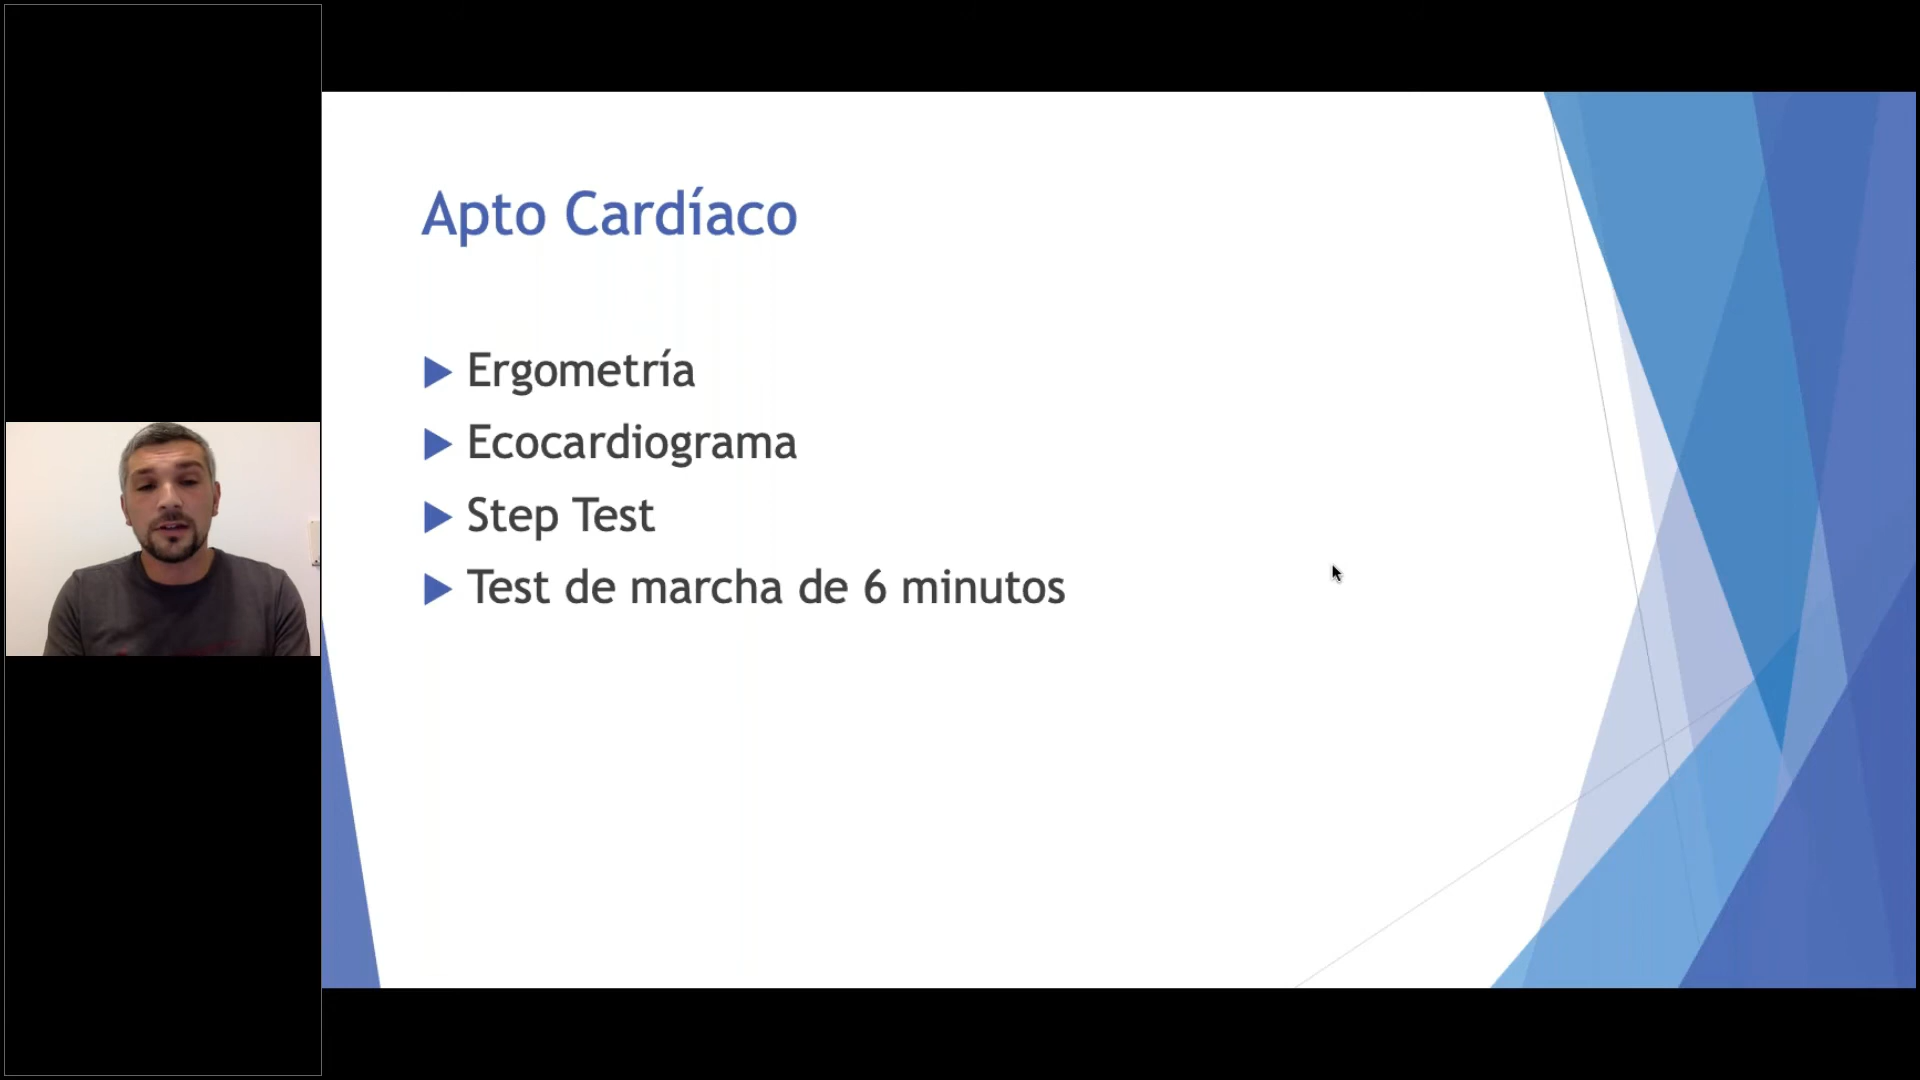 Apto Cardíaco
Ergometría
Ecocardiograma
Step Test
Test de marcha de 6 minutos